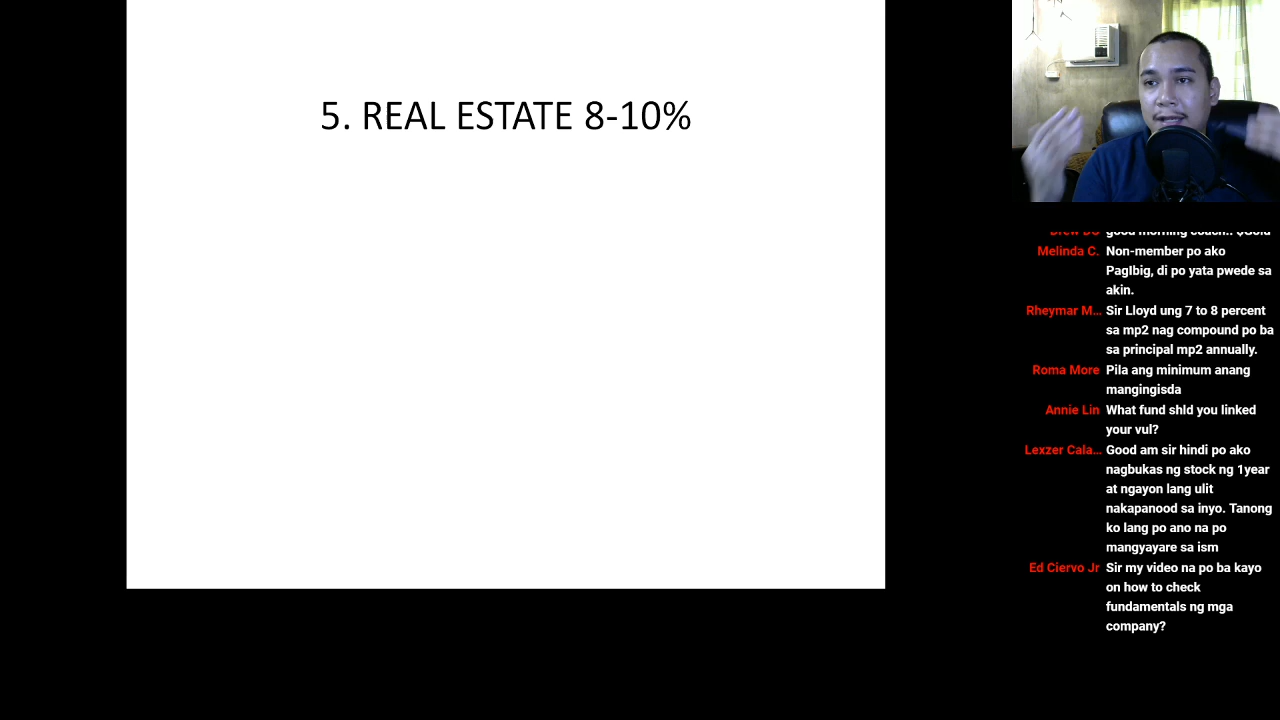 5. REAL ESTATE 8-10%
Melinda C. Non-member po ako
PagIbig, di po yata pwede sa
akin.
Rheymar M... Sir Lloyd ung 7 to 8 percent
sa mp2 nag compound po ba
sa principal mp2 annually.
Roma More Pila ang minimum anang
mangingisda
Annie Lin What fund shld you linked
your vul?
Lexzer Cala... Good am sir hindi po ako
nagbukas ng stock ng 1year
at ngayon lang ulit
nakapanood sa inyo. Tanong
ko lang po ano na po
mangyayare sa ism
Ed Ciervo Jr Sir my video na po ba kayo
on how to check
fundamentals ng mga
company?